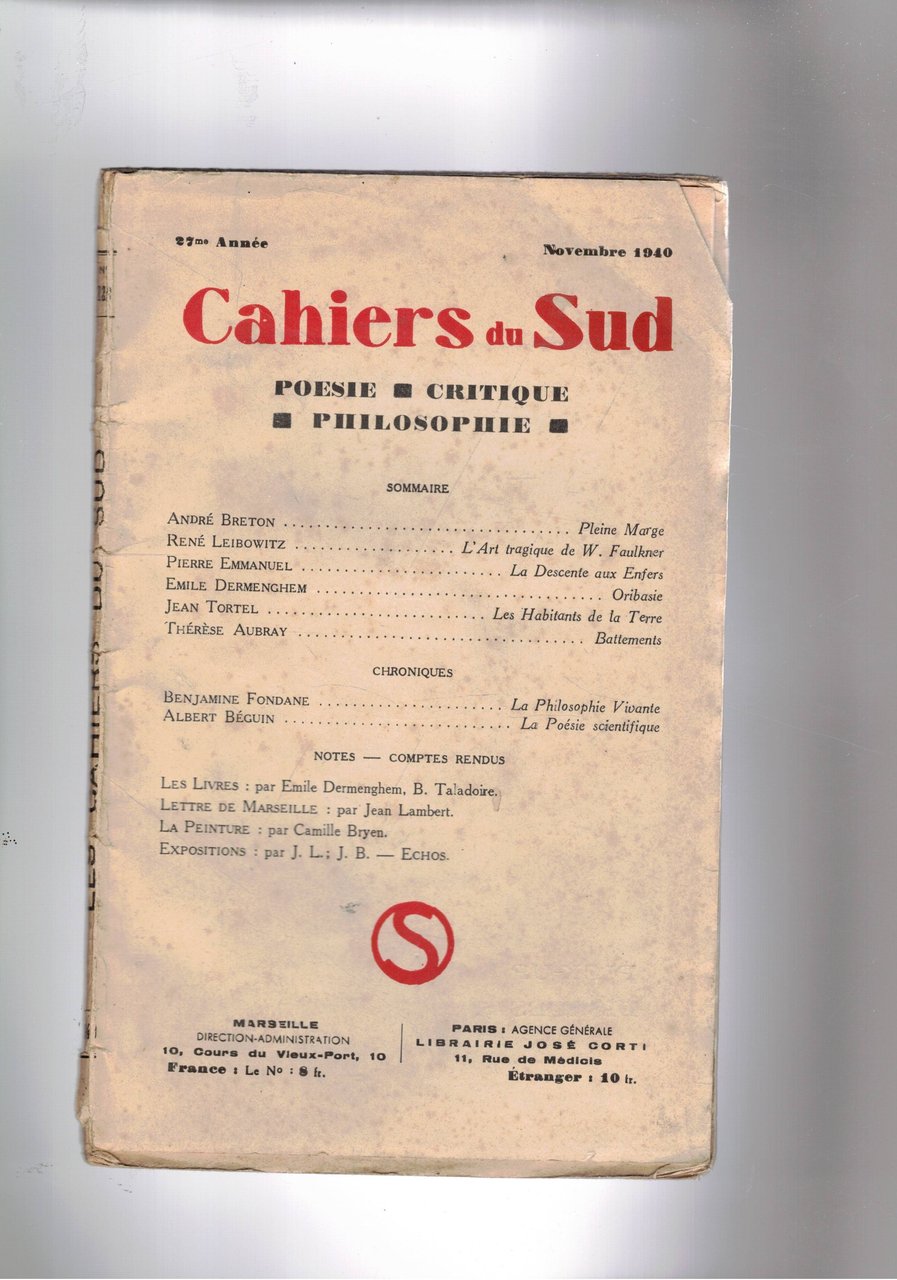 27me Année
Novembre 1940
Cahiers du Sud
POESIE ■ CRITIQUE
■ PHILOSOPHIE ■
SOMMAIRE
ANDRÉ BRETON .................................. Pleine Marge
RENÉ LEIBOWITZ ................... L'Art tragique de W. Faulkner
PIERRE EMMANUEL ........................ La Descente aux Enfers
EMILE DERMENGHEM .................................. Oribasie
JEAN TORTEL .......................... Les Habitants de la Terre
THÉRÈSE AUBRAY .................................. Battements
CHRONIQUES
BENJAMINE FONDANE ...................... La Philosophie Vivante
ALBERT BÉGUIN ........................... La Poésie scientifique
NOTES — COMPTES RENDUS
LES LIVRES : par Emile Dermenghem, B. Taladoire.
LETTRE DE MARSEILLE : par Jean Lambert.
LA PEINTURE : par Camille Bryen.
EXPOSITIONS : par J. L.; J. B. — ECHOS.
S
MARSEILLE
DIRECTION-ADMINISTRATION
10, Cours du Vieux-Port, 10
France : Le No : 8 fr.
PARIS : AGENCE GÉNÉRALE
LIBRAIRIE JOSÉ CORTI
11, Rue de Médicis
Étranger : 10 fr.
DU SUD